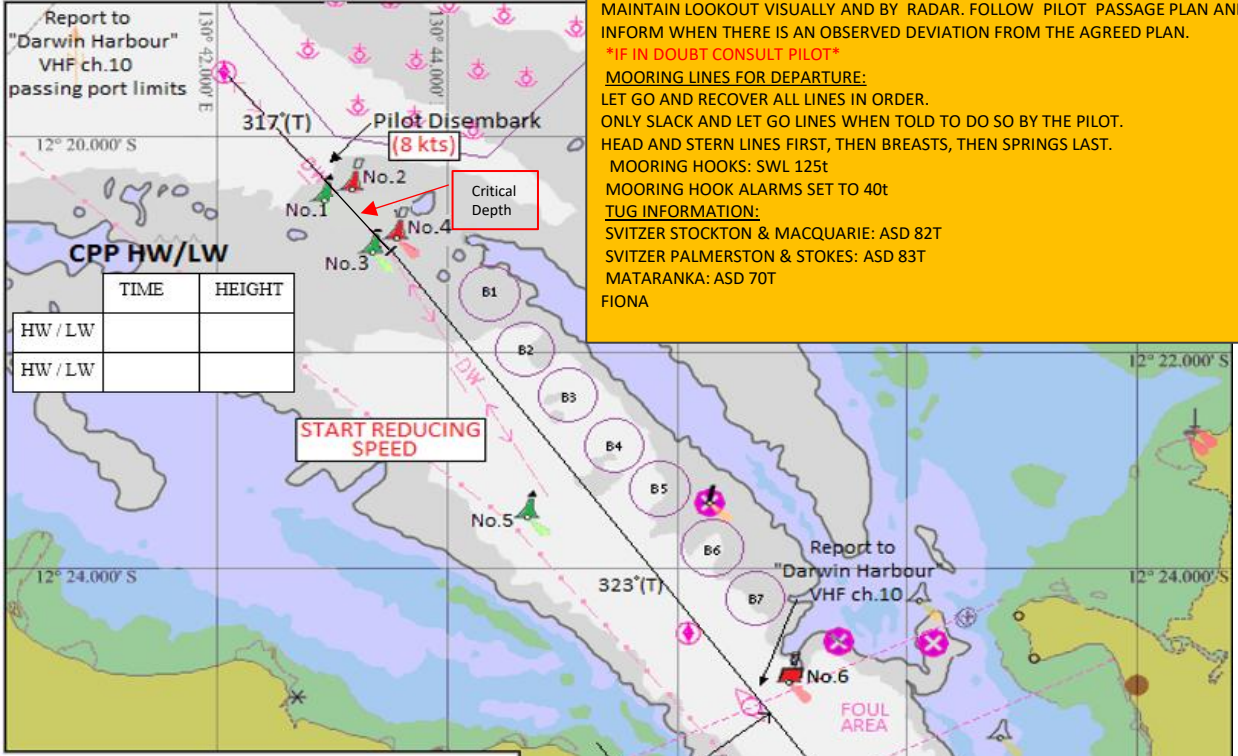 Report to
"Darwin Harbour"
VHF ch.10
passing port limits
130° 42.000' E
130° 44.000'
MAINTAIN LOOKOUT VISUALLY AND BY RADAR. FOLLOW PILOT PASSAGE PLAN AND
INFORM WHEN THERE IS AN OBSERVED DEVIATION FROM THE AGREED PLAN.
*IF IN DOUBT CONSULT PILOT*
MOORING LINES FOR DEPARTURE:
LET GO AND RECOVER ALL LINES IN ORDER.
ONLY SLACK AND LET GO LINES WHEN TOLD TO DO SO BY THE PILOT.
HEAD AND STERN LINES FIRST, THEN BREASTS, THEN SPRINGS LAST.
MOORING HOOKS: SWL 125t
MOORING HOOK ALARMS SET TO 40t
TUG INFORMATION:
SVITZER STOCKTON & MACQUARIE: ASD 82T
SVITZER PALMERSTON & STOKES: ASD 83T
MATARANKA: ASD 70T
FIONA
317°(T)
Pilot Disembark
(8 kts)
12° 20.000' S
DW
No.2
No.1
Critical
Depth
No.4
No.3
CPP HW/LW
TIME HEIGHT
HW / LW
HW / LW
B1
B2
DW
B3
12° 22.000' S
START REDUCING
SPEED
B4
B5
No.5
B6
Report to
"Darwin Harbour"
VHF ch.10
12° 24.000' S
323°(T)
12° 24.000' S
B7
No.6
FOUL
AREA